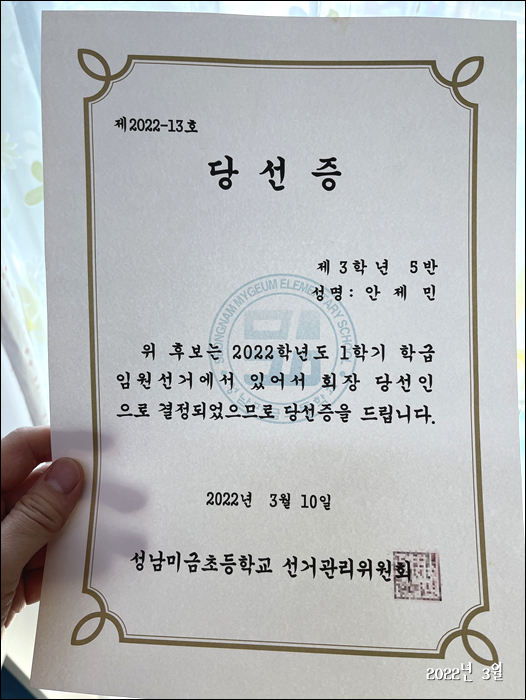 제2022-13호
당 선 증
제 3 학 년 5 반
성 명 : 안 제 민
SEONGNAM MYGEUM ELEMENTARY SCHOOL
위 후보는 2022학년도 1학기 학급
임원선거에서 있어서 회장 당선인
으로 결정되었으므로 당선증을 드립니다.
2022년 3월 10일
성남미금초등학교 선거관리위원회
2022년 3월